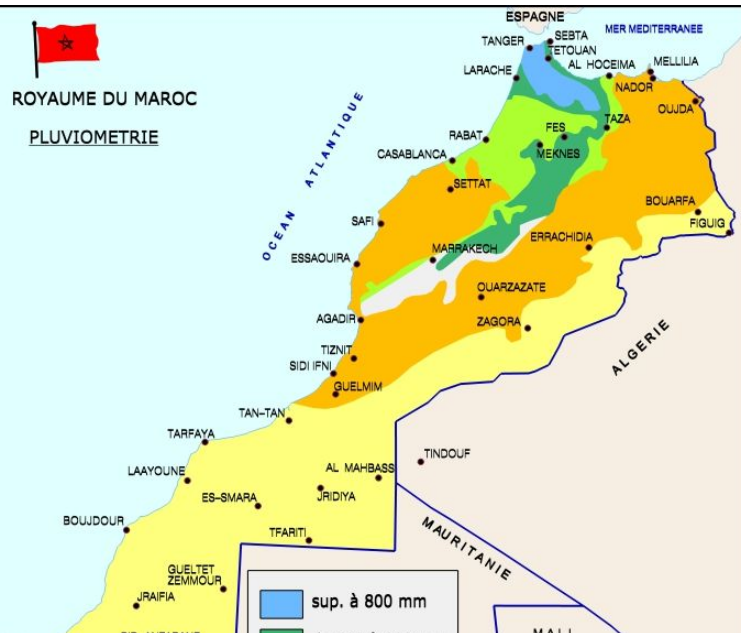 ESPAGNE
MER MEDITERRANEE
SEBTA
TANGER
TETOUAN
AL HOCEIMA
MELLILIA
LARACHE
NADOR
OUJDA
ROYAUME DU MAROC
PLUVIOMETRIE
OCEAN ATLANTIQUE
TAZA
FES
RABAT
MEKNES
CASABLANCA
SETTAT
BOUARFA
FIGUIG
SAFI
ERRACHIDIA
MARRAKECH
ESSAOUIRA
OUARZAZATE
AGADIR
ZAGORA
ALGERIE
TIZNIT
SIDI IFNI
GUELMIM
TAN-TAN
TARFAYA
TINDOUF
AL MAHBASS
LAAYOUNE
JRIDIYA
ES-SMARA
BOUJDOUR
TFARITI
MAURITANIE
GUELTET
ZEMMOUR
JRAIFIA
sup. à 800 mm
MALI